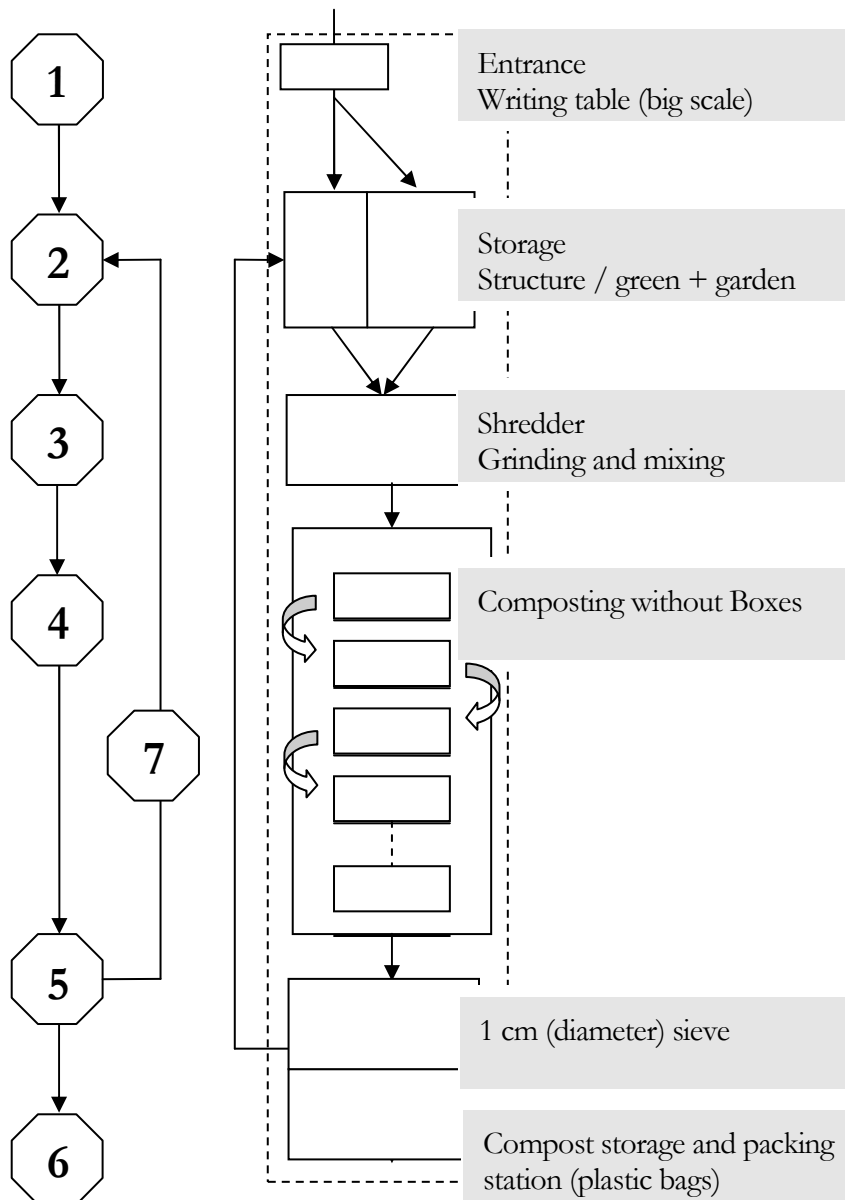 1
Entrance
Writing table (big scale)
2
Storage
Structure / green + garden
3
Shredder
Grinding and mixing
4
Composting without Boxes
7
5
1 cm (diameter) sieve
6
Compost storage and packing
station (plastic bags)